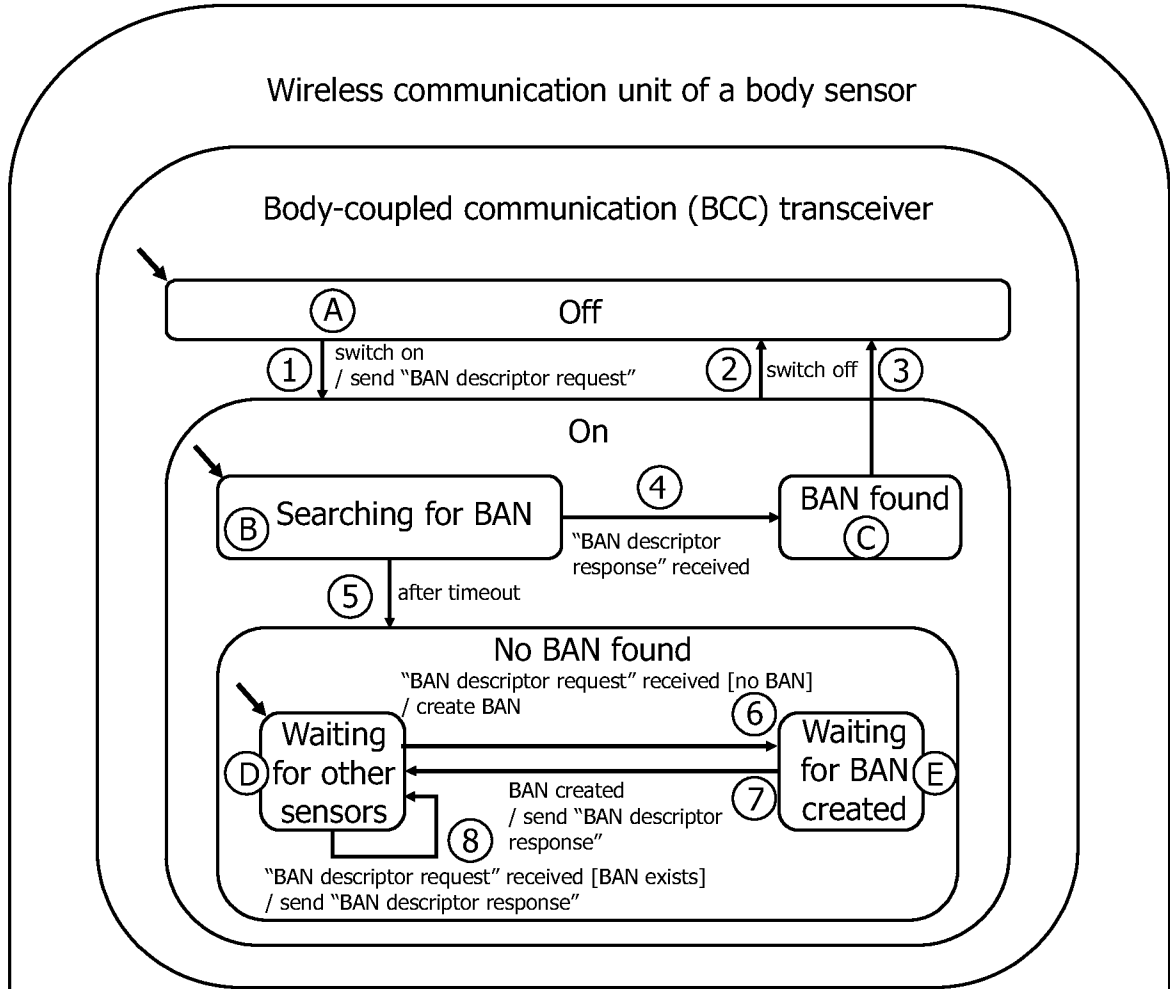 Wireless communication unit of a body sensor
Body-coupled communication (BCC) transceiver
A
Off
1
switch on
/ send “BAN descriptor request”
2
switch off
3
On
B
Searching for BAN
4
“BAN descriptor
response” received
BAN found
C
5
after timeout
No BAN found
“BAN descriptor request” received [no BAN]
/ create BAN
6
D
Waiting
for other
sensors
Waiting
for BAN
created
E
BAN created
/ send “BAN descriptor
response”
7
8
“BAN descriptor request” received [BAN exists]
/ send “BAN descriptor response”